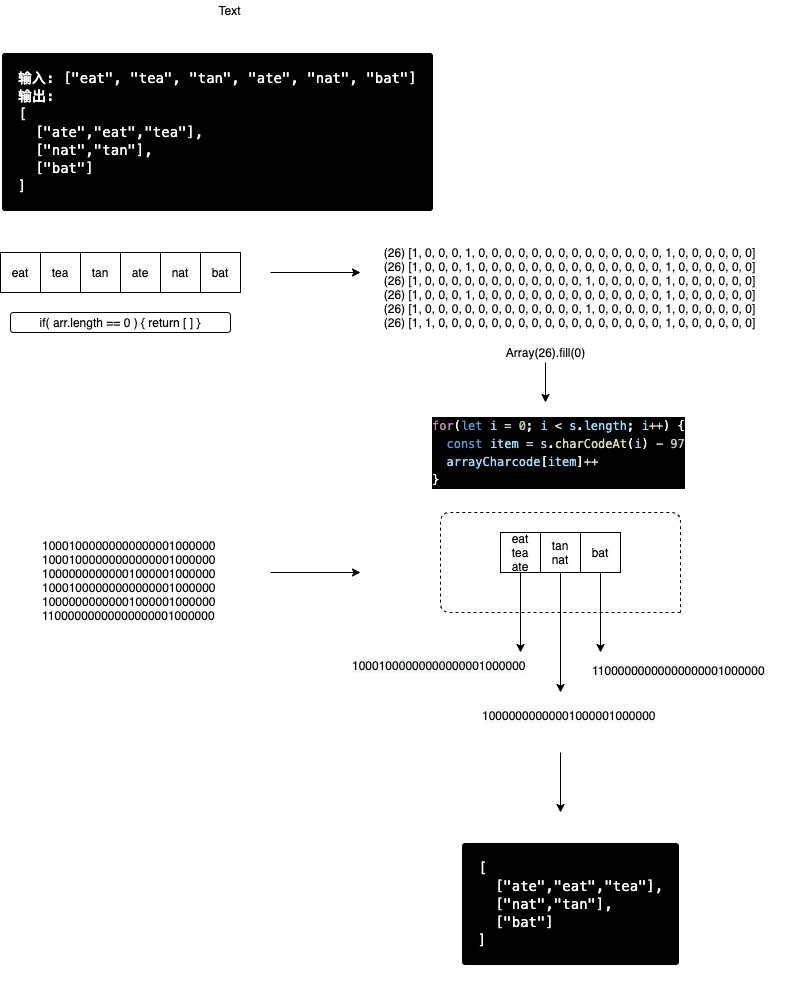 Text
输入: ["eat", "tea", "tan", "ate", "nat", "bat"]
输出:
[
["ate","eat","tea"],
["nat","tan"],
["bat"]
]
eat tea tan ate nat bat
if( arr.length == 0 ) { return [ ] }
(26) [1, 0, 0, 0, 1, 0, 0, 0, 0, 0, 0, 0, 0, 0, 0, 0, 0, 0, 0, 1, 0, 0, 0, 0, 0, 0]
(26) [1, 0, 0, 0, 1, 0, 0, 0, 0, 0, 0, 0, 0, 0, 0, 0, 0, 0, 0, 1, 0, 0, 0, 0, 0, 0]
(26) [1, 0, 0, 0, 0, 0, 0, 0, 0, 0, 0, 0, 0, 1, 0, 0, 0, 0, 0, 1, 0, 0, 0, 0, 0, 0]
(26) [1, 0, 0, 0, 1, 0, 0, 0, 0, 0, 0, 0, 0, 0, 0, 0, 0, 0, 0, 1, 0, 0, 0, 0, 0, 0]
(26) [1, 0, 0, 0, 0, 0, 0, 0, 0, 0, 0, 0, 0, 1, 0, 0, 0, 0, 0, 1, 0, 0, 0, 0, 0, 0]
(26) [1, 1, 0, 0, 0, 0, 0, 0, 0, 0, 0, 0, 0, 0, 0, 0, 0, 0, 0, 1, 0, 0, 0, 0, 0, 0]
Array(26).fill(0)
for(let i = 0; i < s.length; i++) {
const item = s.charCodeAt(i) - 97
arrayCharcode[item]++
}
10001000000000000001000000
10001000000000000001000000
10000000000001000001000000
10001000000000000001000000
10000000000001000001000000
11000000000000000001000000
eat
tea
ate
tan
nat
bat
10001000000000000001000000
11000000000000000001000000
10000000000001000001000000
[
["ate","eat","tea"],
["nat","tan"],
["bat"]
]